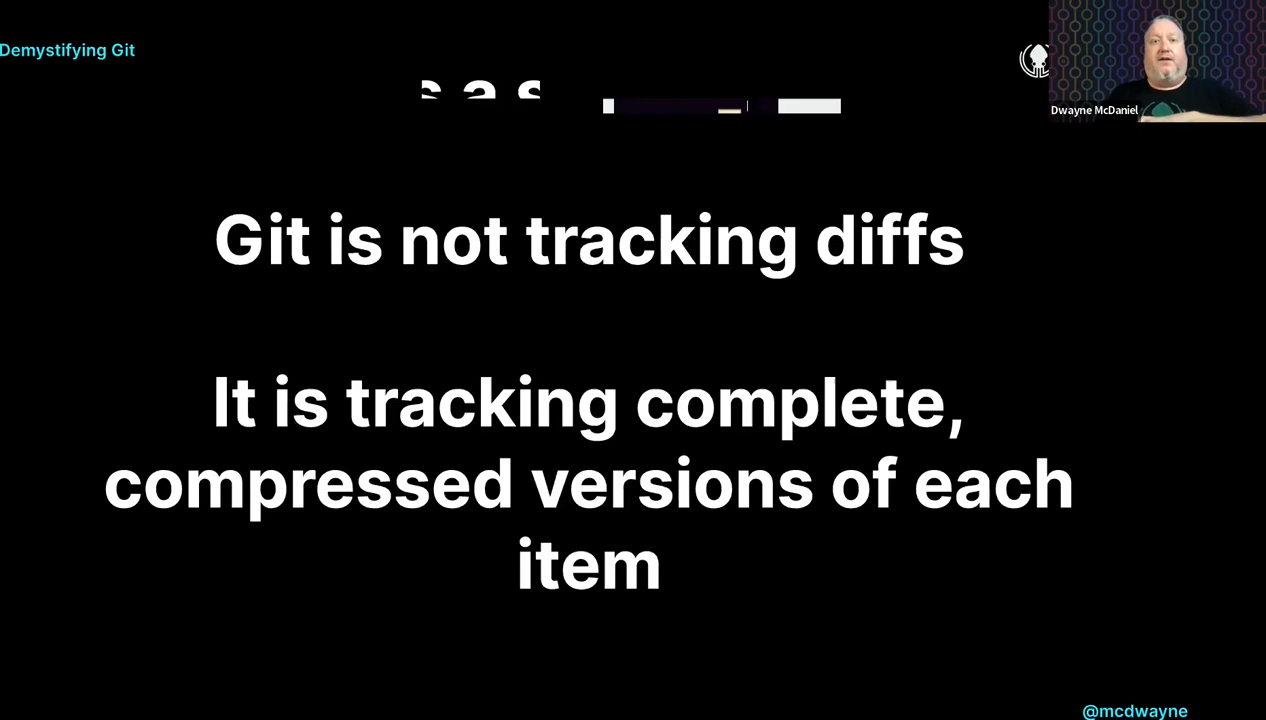 Demystifying Git
Dwayne McDaniel
Git is not tracking diffs
It is tracking complete,
compressed versions of each
item
@mcdwayne